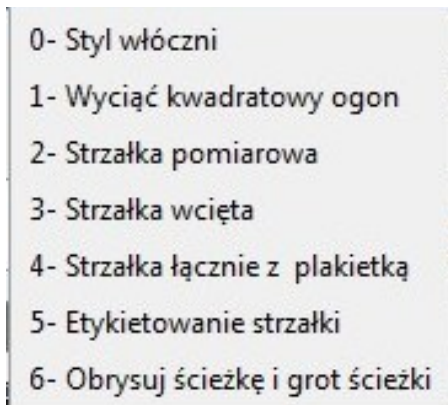 0- Styl włóczni
1- Wyciąć kwadratowy ogon
2- Strzałka pomiarowa
3- Strzałka wcięta
4- Strzałka łącznie z  plakietką
5- Etykietowanie strzałki
6- Obrysuj ścieżkę i grot ścieżki